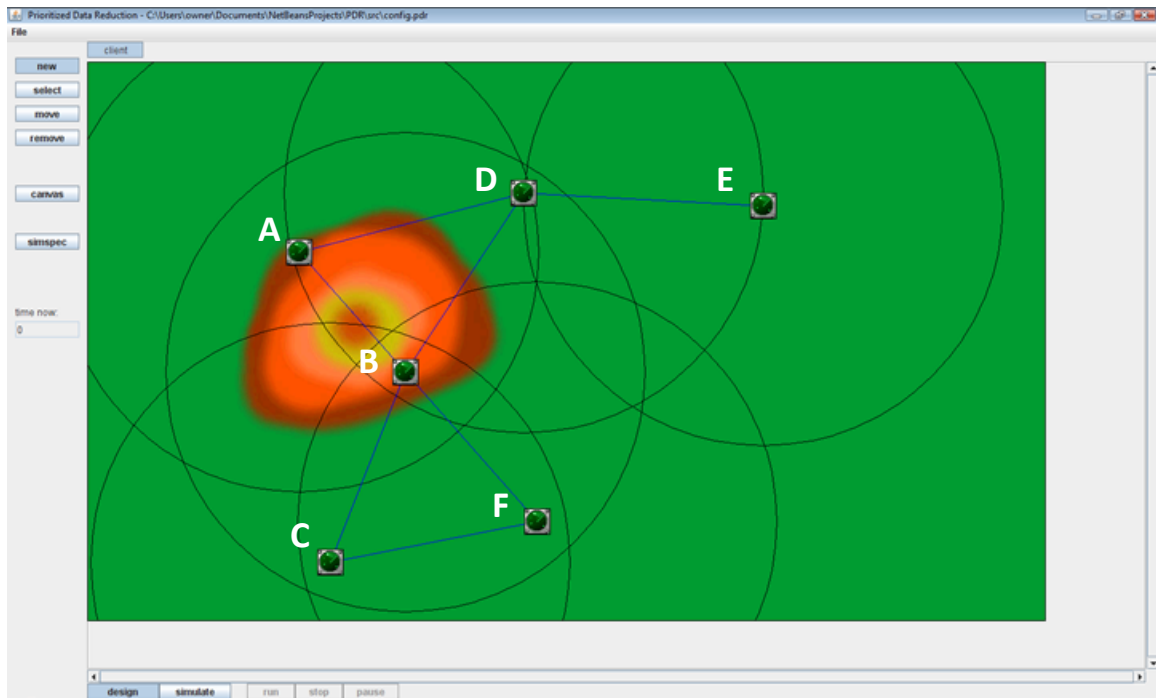 Prioritized Data Reduction - C:\Users\owner\Documents\NetBeansProjects\PDR\src\config.pdr
File
client
new
select
move
remove
canvas
simspec
time now:
0
D
E
A
B
F
C
design simulate run stop pause